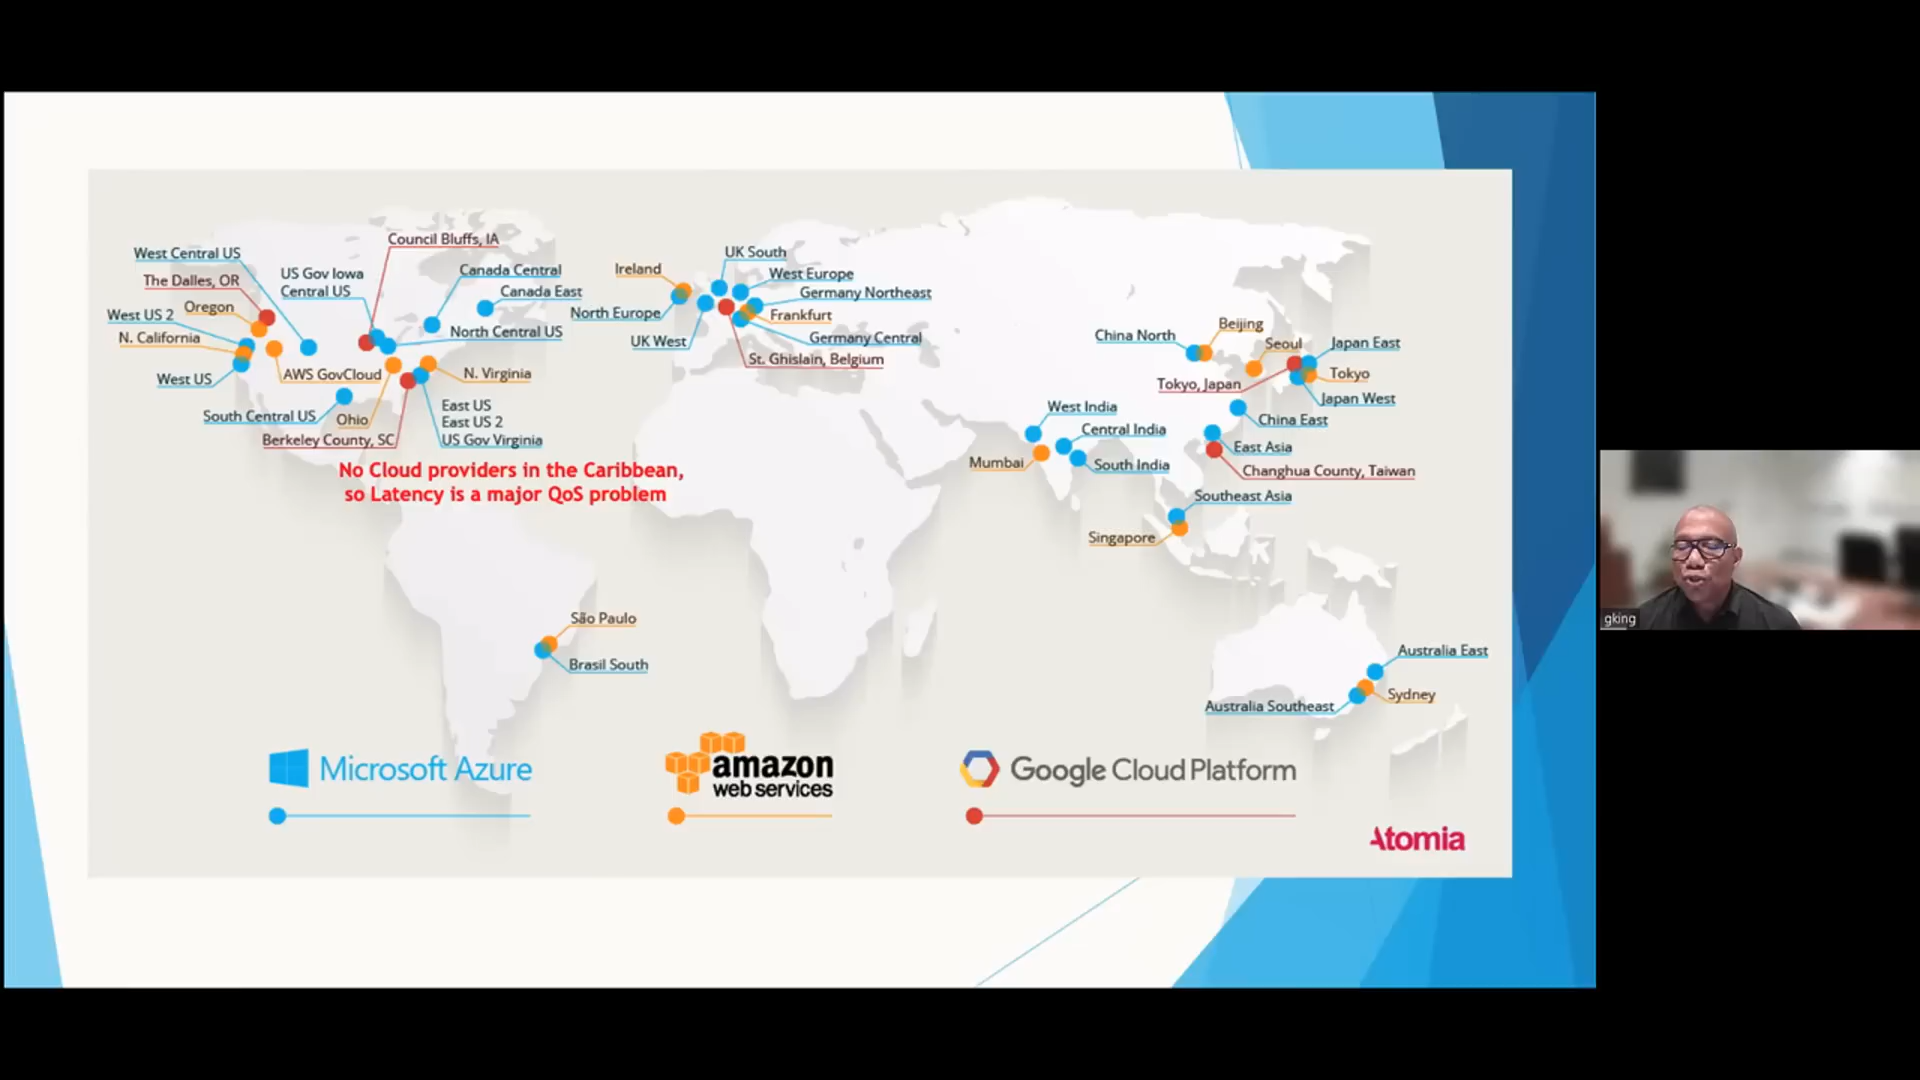 West Central US
The Dalles, OR
Oregon
West US 2
N. California
West US
US Gov Iowa
Central US
Council Bluffs, IA
Canada Central
Canada East
North Central US
AWS GovCloud
N. Virginia
South Central US
Ohio
East US
East US 2
US Gov Virginia
Berkeley County, SC
No Cloud providers in the Caribbean,
so Latency is a major QoS problem
Ireland
North Europe
UK West
UK South
West Europe
Germany Northeast
Frankfurt
Germany Central
St. Ghislain, Belgium
China North
Beijing
Seoul
Japan East
Tokyo, Japan
Tokyo
Japan West
West India
China East
Central India
East Asia
Mumbai
South India
Changhua County, Taiwan
Southeast Asia
Singapore
São Paulo
Brasil South
Australia East
Sydney
Australia Southeast
Microsoft Azure
amazon
web services
Google Cloud Platform
Atomia
gking